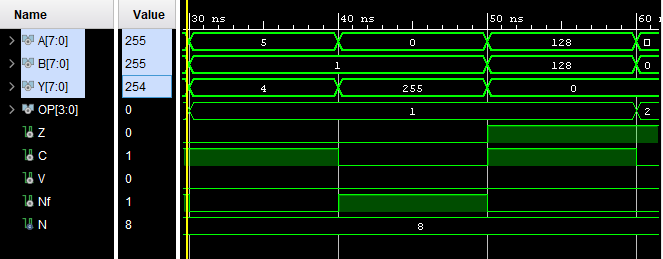 Name Value 30 ns 40 ns 50 ns 60 n
A[7:0] 255 5 0 128
B[7:0] 255 1 128 0
Y[7:0] 254 4 255 0
OP[3:0] 0 1 2
Z 0
C 1
V 0
Nf 1
N 8 8